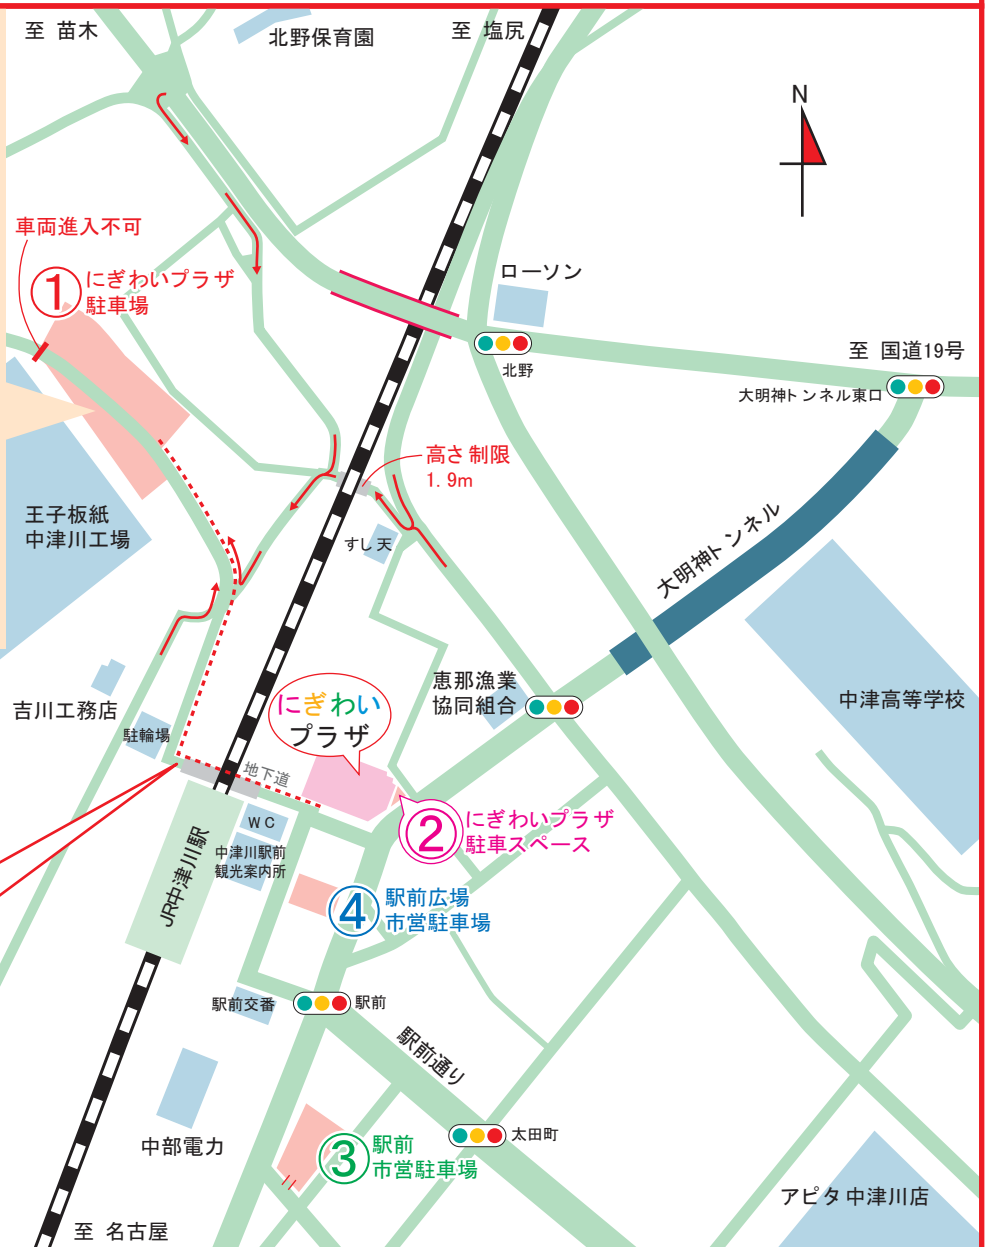 至 苗木
北野保育園
至 塩尻
N
車両進入不可
①
にぎわいプラザ
駐車場
ローソン
北野
至 国道19号
大明神トンネル東口
高さ制限
1.9m
王子板紙
中津川工場
すし天
大明神トンネル
中津高等学校
恵那漁業
協同組合
吉川工務店
駐輪場
にぎわい
プラザ
地下道
②
にぎわいプラザ
駐車スペース
WC
中津川駅前
観光案内所
JR中津川駅
④
駅前広場
市営駐車場
駅前交番
駅前
駅前通り
中部電力
太田町
③
駅前
市営駐車場
アピタ中津川店
至 名古屋